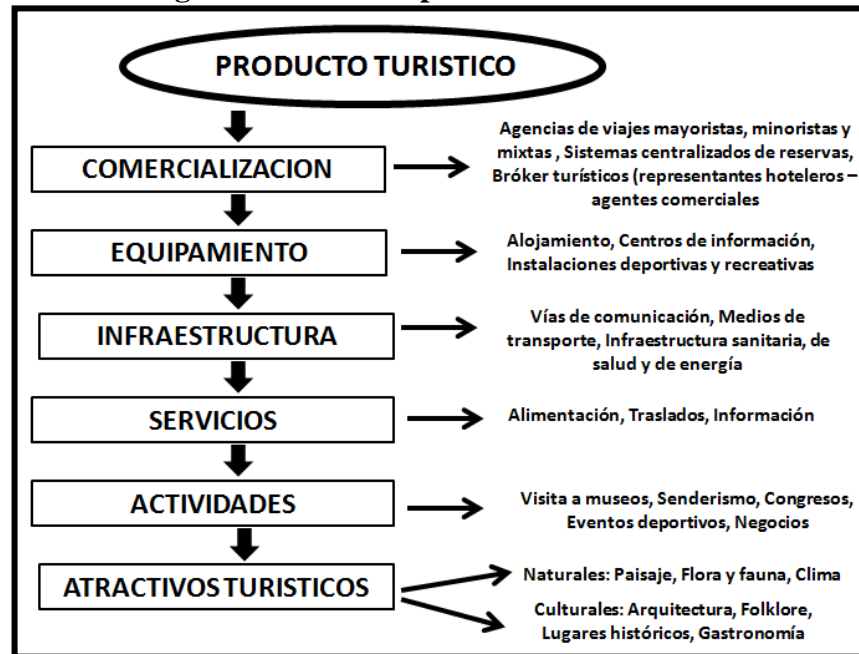 PRODUCTO TURISTICO
COMERCIALIZACION
Agencias de viajes mayoristas, minoristas y
mixtas , Sistemas centralizados de reservas,
Bróker turísticos (representantes hoteleros –
agentes comerciales
EQUIPAMIENTO
Alojamiento, Centros de información,
Instalaciones deportivas y recreativas
INFRAESTRUCTURA
Vías de comunicación, Medios de
transporte, Infraestructura sanitaria, de
salud y de energía
SERVICIOS
Alimentación, Traslados, Información
ACTIVIDADES
Visita a museos, Senderismo, Congresos,
Eventos deportivos, Negocios
ATRACTIVOS TURISTICOS
Naturales: Paisaje, Flora y fauna, Clima
Culturales: Arquitectura, Folklore,
Lugares históricos, Gastronomía